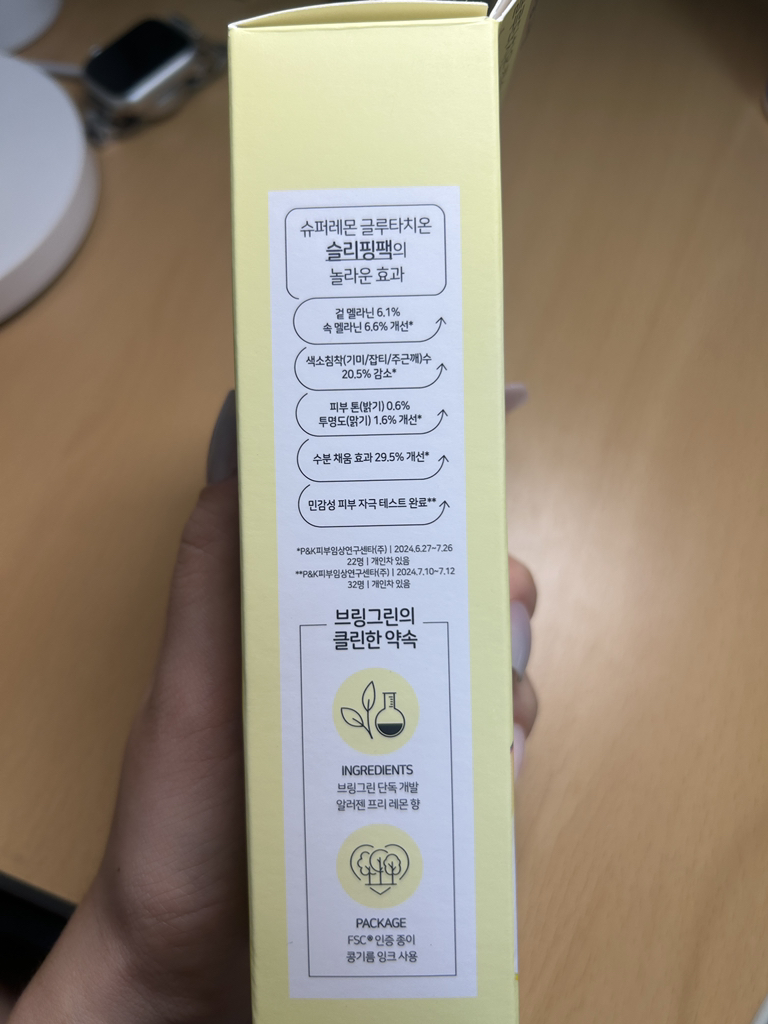 슈퍼레몬 글루타치온
슬리핑팩의
놀라운 효과
겉 멜라닌 6.1%
속 멜라닌 6.6% 개선*
색소침착(기미/잡티/주근깨)수
20.5% 감소*
피부 톤(밝기) 0.6%
투명도(맑기) 1.6% 개선*
수분 채움 효과 29.5% 개선*
민감성 피부 자극 테스트 완료**
*P&K피부임상연구센타(주) | 2024.6.27~7.26
22명 | 개인차 있음
**P&K피부임상연구센타(주) | 2024.7.10~7.12
32명 | 개인차 있음
브링그린의
클린한 약속
INGREDIENTS
브링그린 단독 개발
알러젠 프리 레몬 향
PACKAGE
FSC® 인증 종이
콩기름 잉크 사용